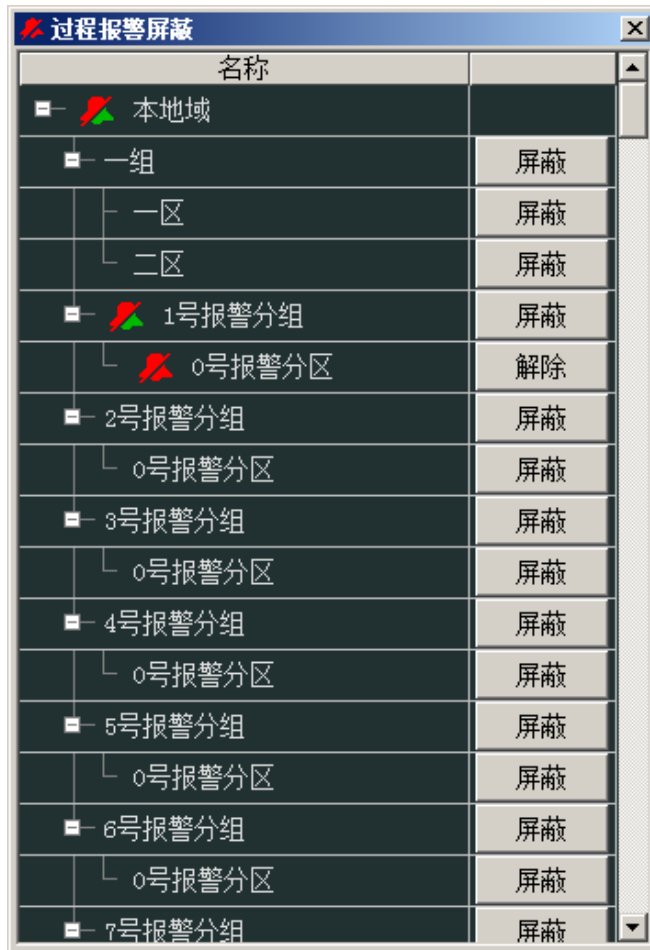 过程报警屏蔽
名称
本地域
一组 屏蔽
一区 屏蔽
二区 屏蔽
1号报警分组 屏蔽
0号报警分区 解除
2号报警分组 屏蔽
0号报警分区 屏蔽
3号报警分组 屏蔽
0号报警分区 屏蔽
4号报警分组 屏蔽
0号报警分区 屏蔽
5号报警分组 屏蔽
0号报警分区 屏蔽
6号报警分组 屏蔽
0号报警分区 屏蔽
7号报警分组 屏蔽